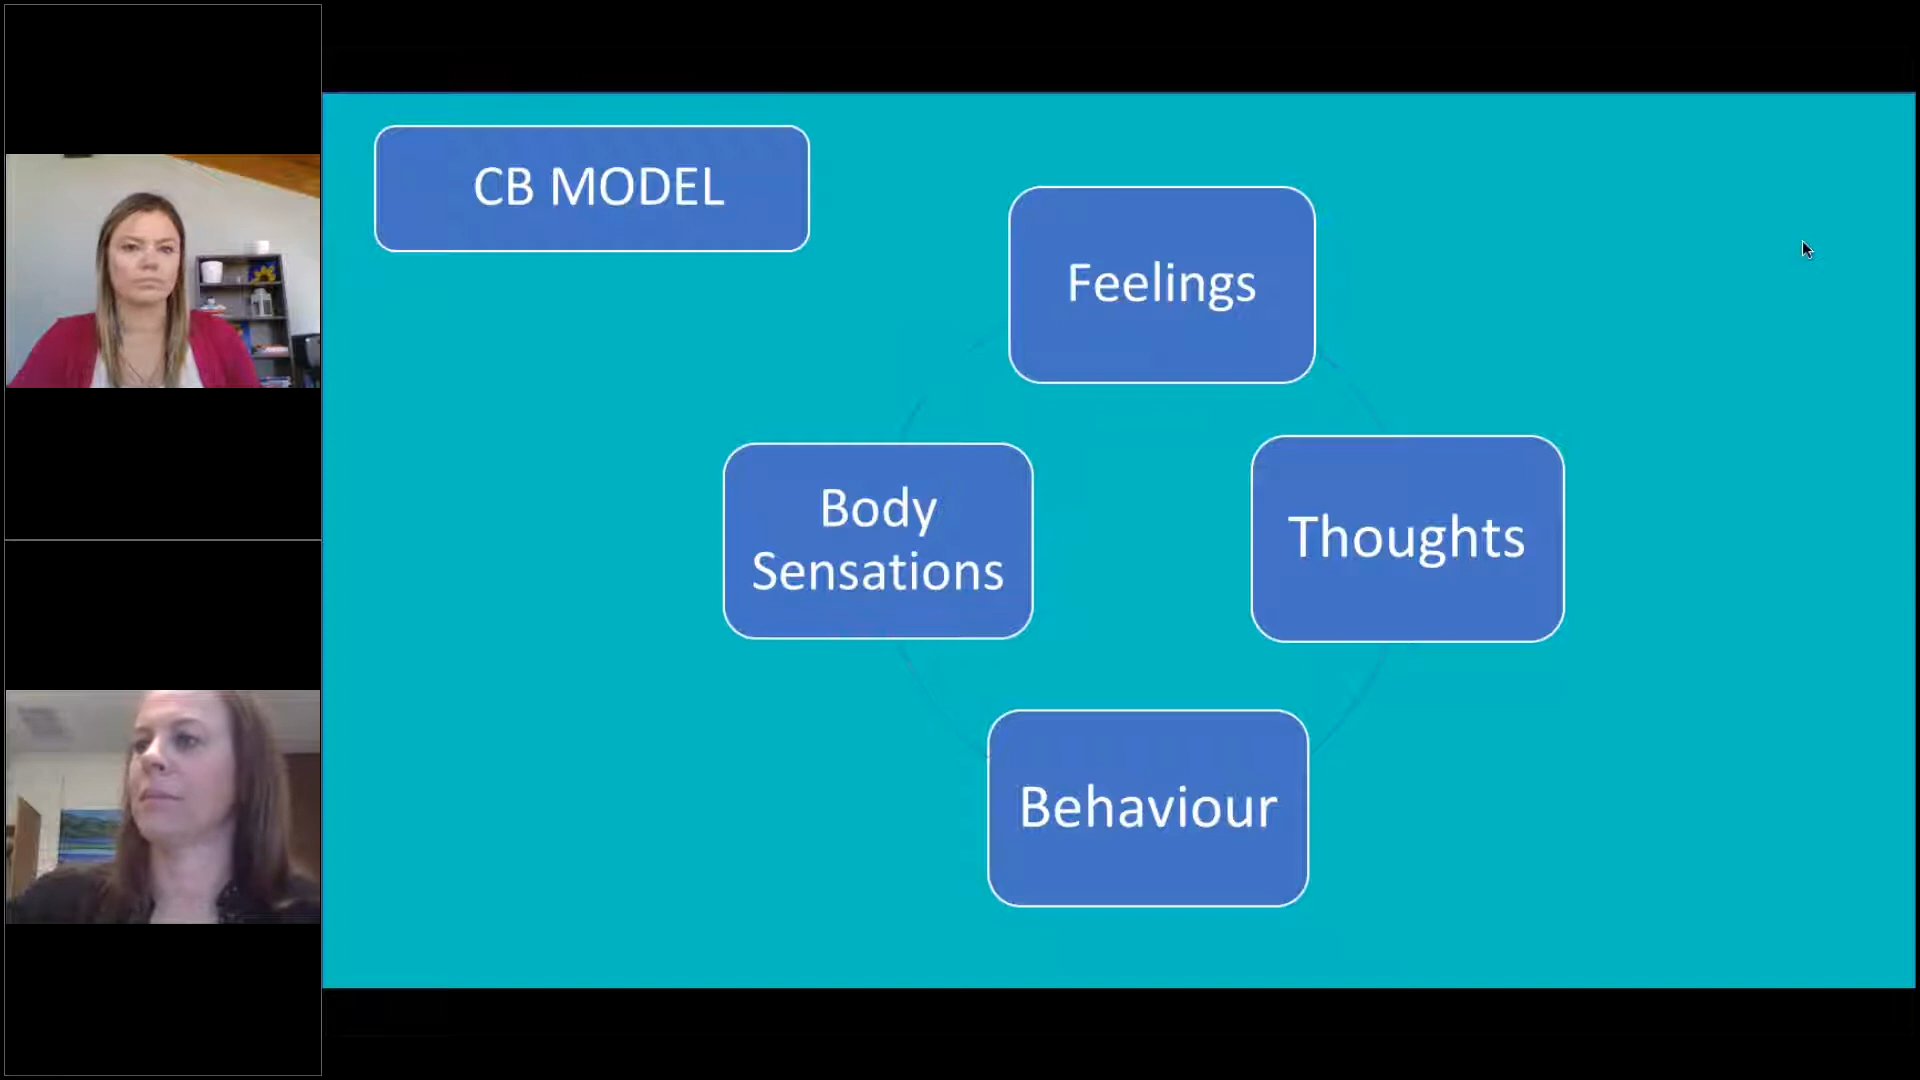 CB MODEL
Feelings
Body
Sensations
Thoughts
Behaviour